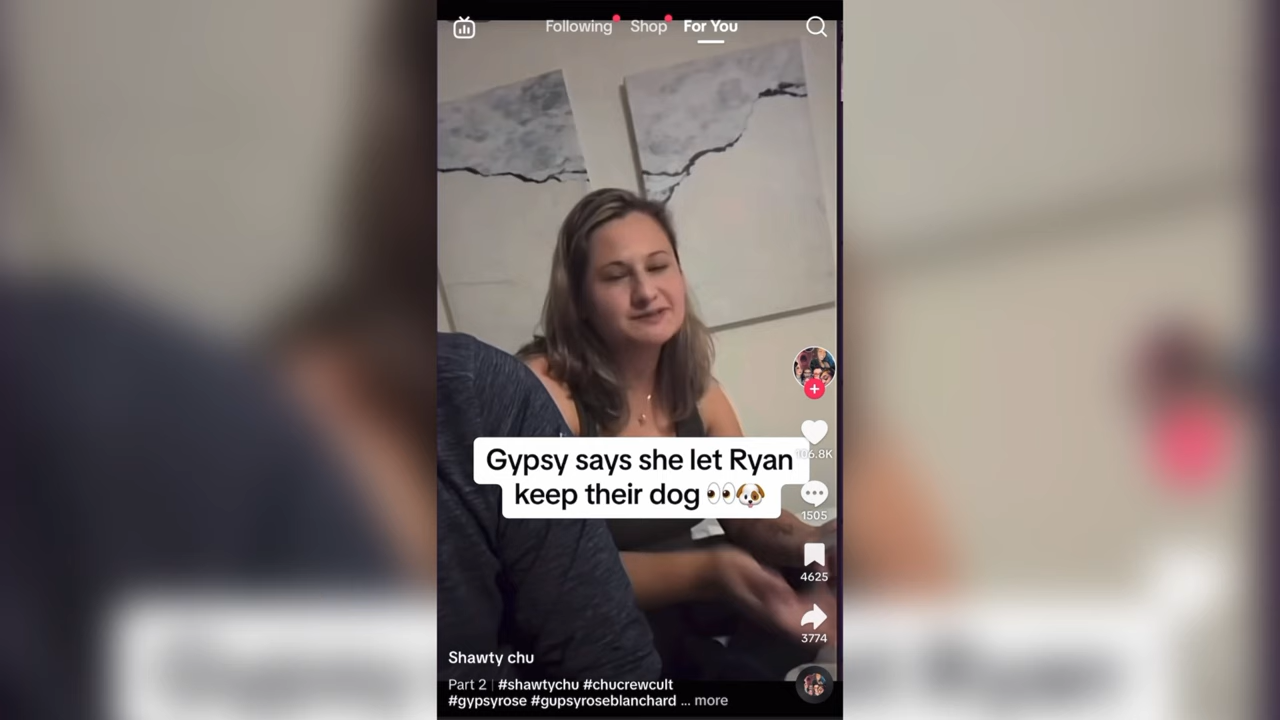 Following Shop For You
Gypsy says she let Ryan
keep their dog 👀🐶
1505
4625
3774
Shawty chu
Part 2 | #shawtychu #chucrewcult
#gypsyrose #gupsyroseblanchard ... more